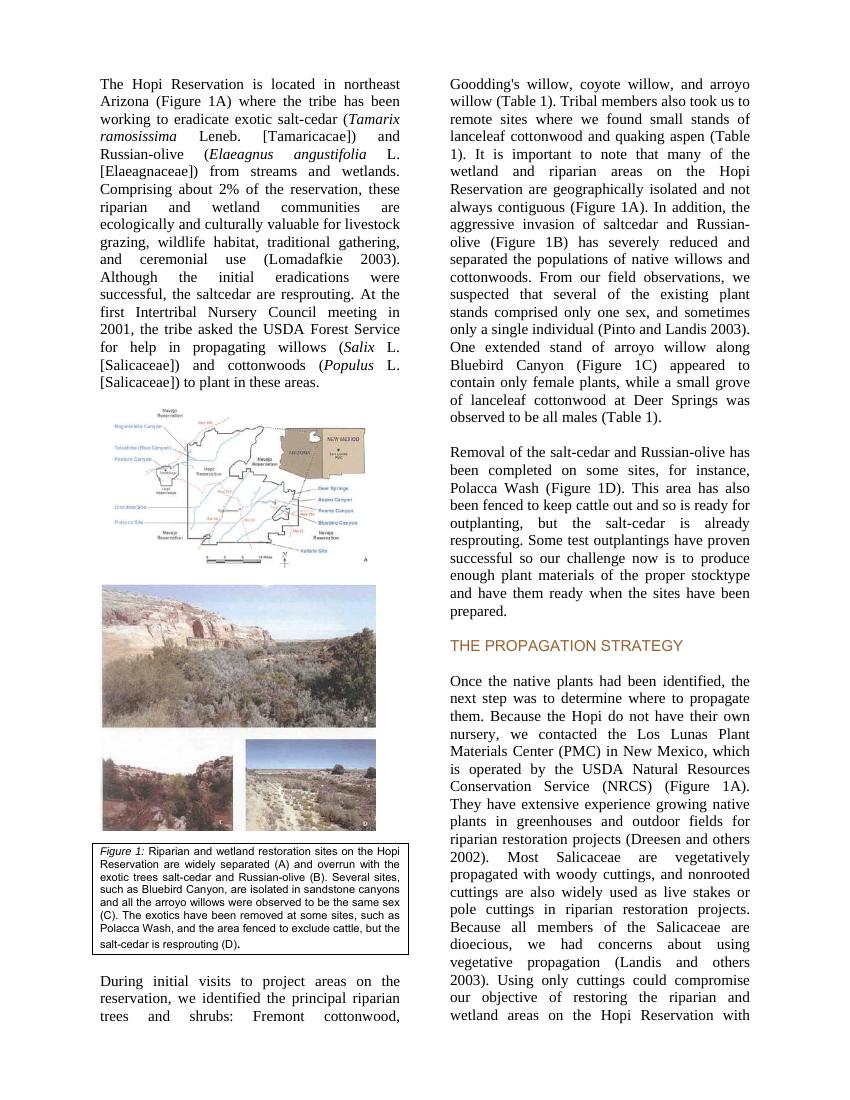 The Hopi Reservation is located in northeast
Arizona (Figure 1A) where the tribe has been
working to eradicate exotic salt-cedar (Tamarix
ramosissima Leneb. [Tamaricacae]) and
Russian-olive (Elaeagnus angustifolia L.
[Elaeagnaceae]) from streams and wetlands.
Comprising about 2% of the reservation, these
riparian and wetland communities are
ecologically and culturally valuable for livestock
grazing, wildlife habitat, traditional gathering,
and ceremonial use (Lomadafkie 2003).
Although the initial eradications were
successful, the saltcedar are resprouting. At the
first Intertribal Nursery Council meeting in
2001, the tribe asked the USDA Forest Service
for help in propagating willows (Salix L.
[Salicaceae]) and cottonwoods (Populus L.
[Salicaceae]) to plant in these areas.
Navajo
Reservation
NEW MEXICO
ARIZONA
Pasture Canyon
Hopi
Reservation
Navajo
Reservation
Deer Springs
Aspen Canyon
Keams Canyon
Bluebird Canyon
Polacca Site
Navajo
Reservation
Navajo
Reservation
N
A
B
C
D
Figure 1: Riparian and wetland restoration sites on the Hopi
Reservation are widely separated (A) and overrun with the
exotic trees salt-cedar and Russian-olive (B). Several sites,
such as Bluebird Canyon, are isolated in sandstone canyons
and all the arroyo willows were observed to be the same sex
(C). The exotics have been removed at some sites, such as
Polacca Wash, and the area fenced to exclude cattle, but the
salt-cedar is resprouting (D).
During initial visits to project areas on the
reservation, we identified the principal riparian
trees and shrubs: Fremont cottonwood,
Goodding's willow, coyote willow, and arroyo
willow (Table 1). Tribal members also took us to
remote sites where we found small stands of
lanceleaf cottonwood and quaking aspen (Table
1). It is important to note that many of the
wetland and riparian areas on the Hopi
Reservation are geographically isolated and not
always contiguous (Figure 1A). In addition, the
aggressive invasion of saltcedar and Russian-
olive (Figure 1B) has severely reduced and
separated the populations of native willows and
cottonwoods. From our field observations, we
suspected that several of the existing plant
stands comprised only one sex, and sometimes
only a single individual (Pinto and Landis 2003).
One extended stand of arroyo willow along
Bluebird Canyon (Figure 1C) appeared to
contain only female plants, while a small grove
of lanceleaf cottonwood at Deer Springs was
observed to be all males (Table 1).
Removal of the salt-cedar and Russian-olive has
been completed on some sites, for instance,
Polacca Wash (Figure 1D). This area has also
been fenced to keep cattle out and so is ready for
outplanting, but the salt-cedar is already
resprouting. Some test outplantings have proven
successful so our challenge now is to produce
enough plant materials of the proper stocktype
and have them ready when the sites have been
prepared.
THE PROPAGATION STRATEGY
Once the native plants had been identified, the
next step was to determine where to propagate
them. Because the Hopi do not have their own
nursery, we contacted the Los Lunas Plant
Materials Center (PMC) in New Mexico, which
is operated by the USDA Natural Resources
Conservation Service (NRCS) (Figure 1A).
They have extensive experience growing native
plants in greenhouses and outdoor fields for
riparian restoration projects (Dreesen and others
2002). Most Salicaceae are vegetatively
propagated with woody cuttings, and nonrooted
cuttings are also widely used as live stakes or
pole cuttings in riparian restoration projects.
Because all members of the Salicaceae are
dioecious, we had concerns about using
vegetative propagation (Landis and others
2003). Using only cuttings could compromise
our objective of restoring the riparian and
wetland areas on the Hopi Reservation with